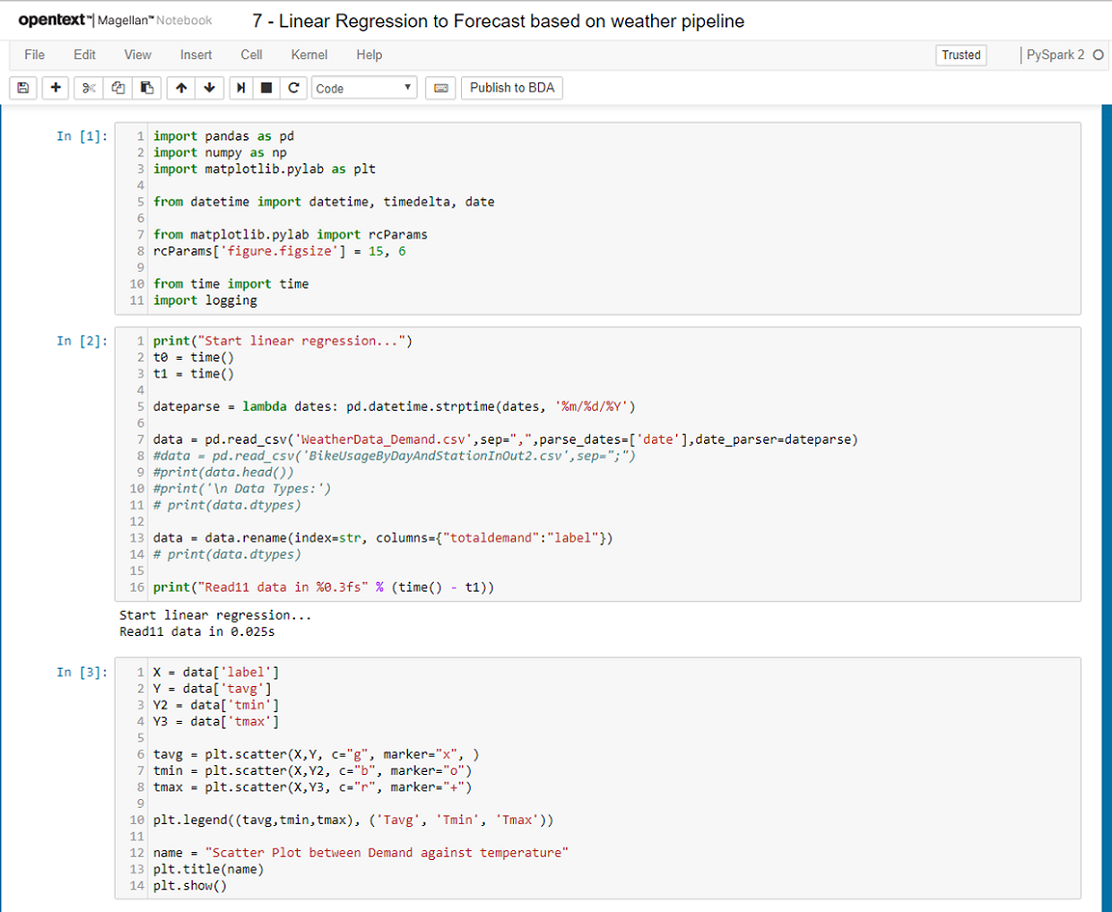 opentext™ | Magellan™ Notebook 7 - Linear Regression to Forecast based on weather pipeline
File Edit View Insert Cell Kernel Help Trusted PySpark 2
Code Publish to BDA
In [1]:
1 import pandas as pd
2 import numpy as np
3 import matplotlib.pylab as plt
4
5 from datetime import datetime, timedelta, date
6
7 from matplotlib.pylab import rcParams
8 rcParams['figure.figsize'] = 15, 6
9
10 from time import time
11 import logging
In [2]:
1 print("Start linear regression...")
2 t0 = time()
3 t1 = time()
4
5 dateparse = lambda dates: pd.datetime.strptime(dates, '%m/%d/%Y')
6
7 data = pd.read_csv('WeatherData_Demand.csv',sep=",",parse_dates=['date'],date_parser=dateparse)
8 #data = pd.read_csv('BikeUsageByDayAndStationInOut2.csv',sep=";")
9 #print(data.head())
10 #print('\n Data Types:')
11 # print(data.dtypes)
12
13 data = data.rename(index=str, columns={"totaldemand":"label"})
14 # print(data.dtypes)
15
16 print("Read11 data in %0.3fs" % (time() - t1))
Start linear regression...
Read11 data in 0.025s
In [3]:
1 X = data['label']
2 Y = data['tavg']
3 Y2 = data['tmin']
4 Y3 = data['tmax']
5
6 tavg = plt.scatter(X,Y, c="g", marker="x", )
7 tmin = plt.scatter(X,Y2, c="b", marker="o")
8 tmax = plt.scatter(X,Y3, c="r", marker="+")
9
10 plt.legend((tavg,tmin,tmax), ('Tavg', 'Tmin', 'Tmax'))
11
12 name = "Scatter Plot between Demand against temperature"
13 plt.title(name)
14 plt.show()